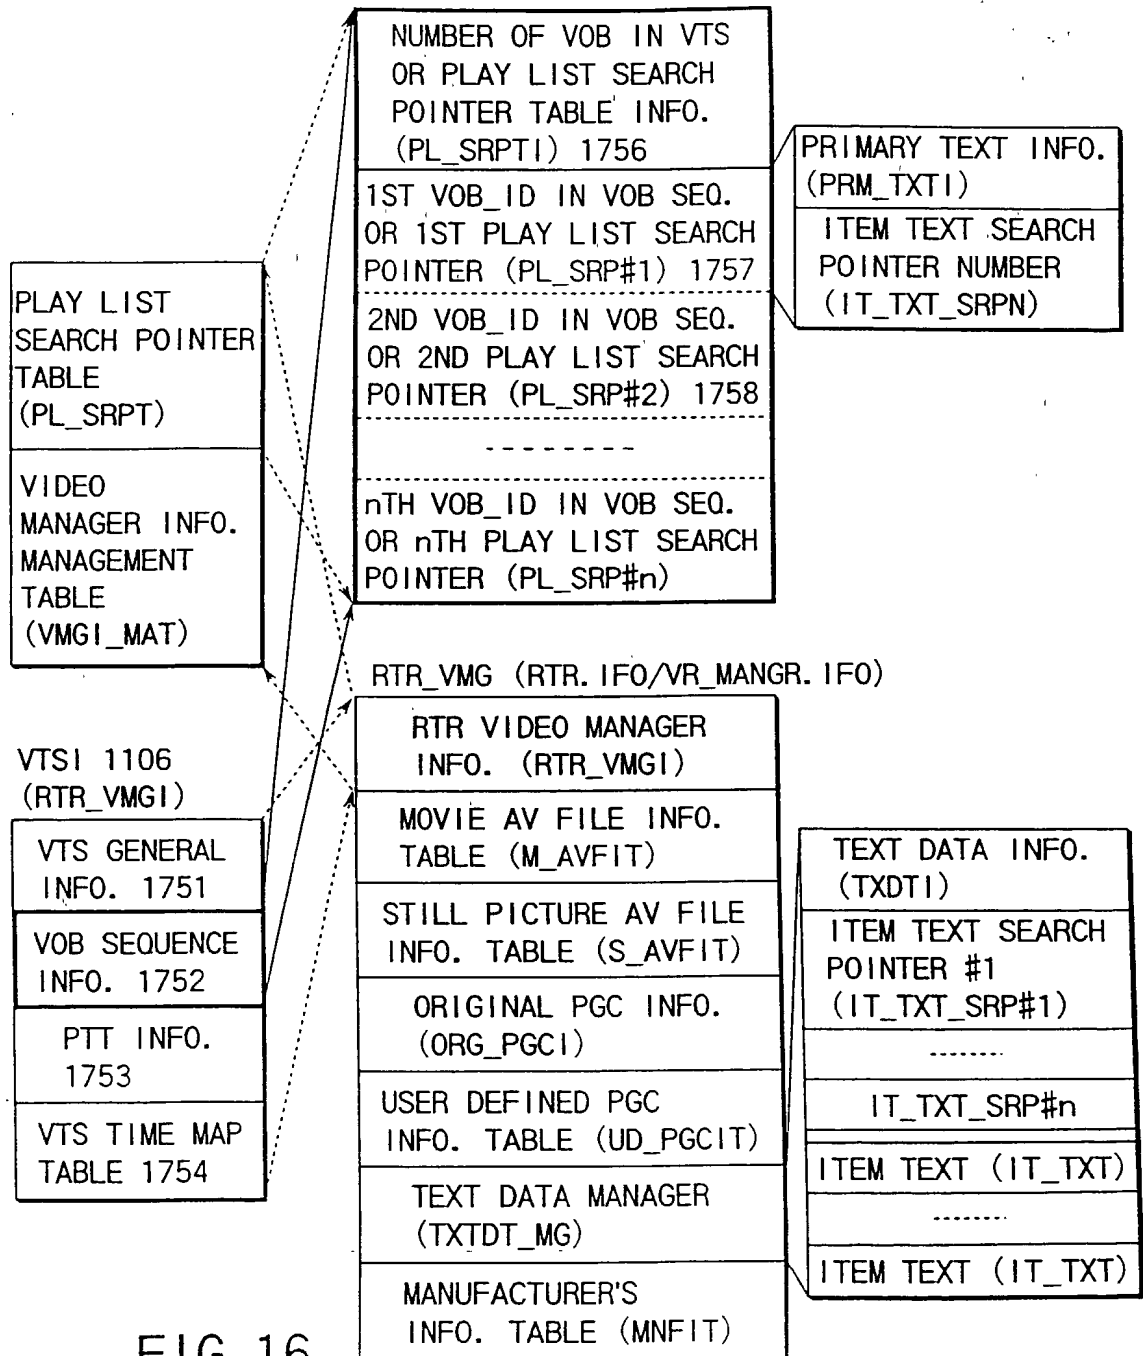 NUMBER OF VOB IN VTS
OR PLAY LIST SEARCH
POINTER TABLE INFO.
(PL_SRPTI) 1756
1ST VOB_ID IN VOB SEQ.
OR 1ST PLAY LIST SEARCH
POINTER (PL_SRP#1) 1757
2ND VOB_ID IN VOB SEQ.
OR 2ND PLAY LIST SEARCH
POINTER (PL_SRP#2) 1758
--------
nTH VOB_ID IN VOB SEQ.
OR nTH PLAY LIST SEARCH
POINTER (PL_SRP#n)
PRIMARY TEXT INFO.
(PRM_TXTI)
ITEM TEXT SEARCH
POINTER NUMBER
(IT_TXT_SRPN)
PLAY LIST
SEARCH POINTER
TABLE
(PL_SRPT)
VIDEO
MANAGER INFO.
MANAGEMENT
TABLE
(VMGI_MAT)
VTSI 1106
(RTR_VMGI)
VTS GENERAL
INFO. 1751
VOB SEQUENCE
INFO. 1752
PTT INFO.
1753
VTS TIME MAP
TABLE 1754
RTR_VMG (RTR.IFO/VR_MANGR.IFO)
RTR VIDEO MANAGER
INFO. (RTR_VMGI)
MOVIE AV FILE INFO.
TABLE (M_AVFIT)
STILL PICTURE AV FILE
INFO. TABLE (S_AVFIT)
ORIGINAL PGC INFO.
(ORG_PGCI)
USER DEFINED PGC
INFO. TABLE (UD_PGCIT)
TEXT DATA MANAGER
(TXTDT_MG)
MANUFACTURER'S
INFO. TABLE (MNFIT)
TEXT DATA INFO.
(TXDTI)
ITEM TEXT SEARCH
POINTER #1
(IT_TXT_SRP#1)
--------
IT_TXT_SRP#n
ITEM TEXT (IT_TXT)
--------
ITEM TEXT (IT_TXT)
FIG. 16